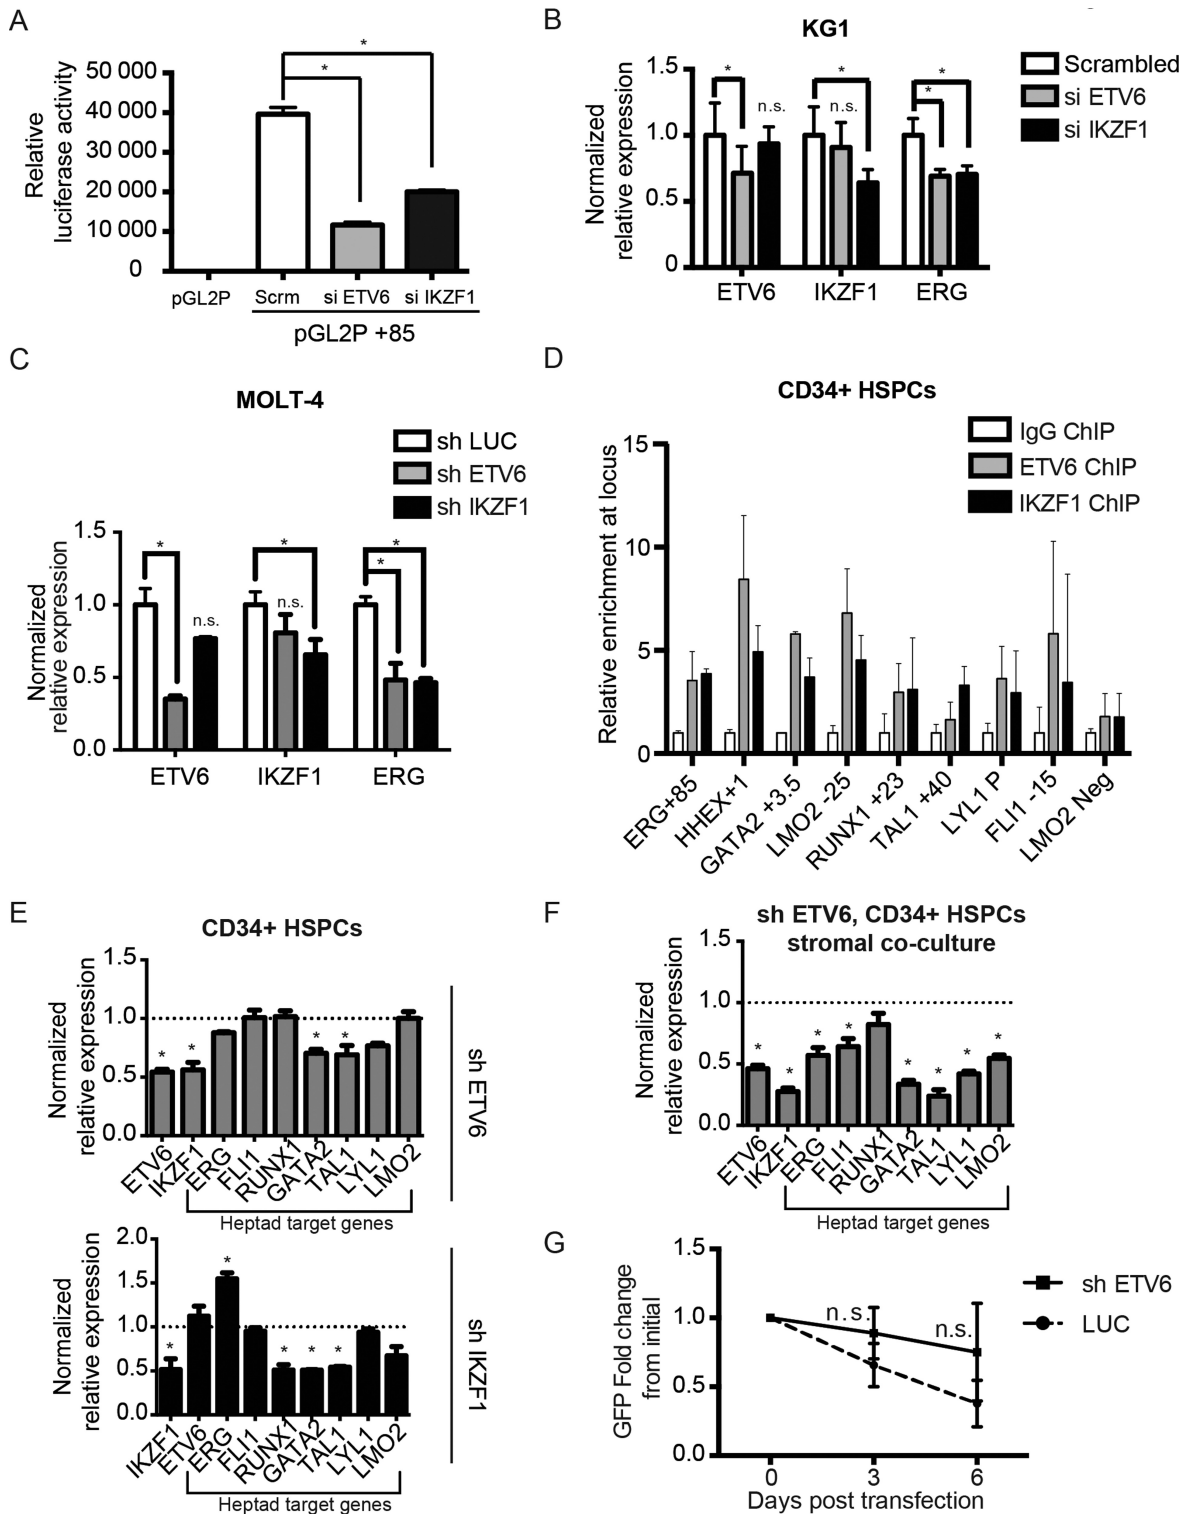 A
*
*
50 000
40 000
30 000
20 000
10 000
0
Relative
luciferase activity
pGL2P
Scrm
si ETV6
si IKZF1
pGL2P +85
B
KG1
Scrambled
si ETV6
si IKZF1
1.5
1.0
0.5
0
Normalized
relative expression
*
n.s.
*
n.s.
*
*
ETV6
IKZF1
ERG
C
MOLT-4
sh LUC
sh ETV6
sh IKZF1
1.5
1.0
0.5
0.0
Normalized
relative expression
*
n.s.
*
n.s.
*
*
ETV6
IKZF1
ERG
D
CD34+ HSPCs
IgG ChIP
ETV6 ChIP
IKZF1 ChIP
15
10
5
0
Relative enrichment at locus
ERG+85
HHEX+1
GATA2 +3.5
LMO2 -25
RUNX1 +23
TAL1 +40
LYL1 P
FLI1 -15
LMO2 Neg
E
CD34+ HSPCs
1.5
1.0
0.5
0.0
Normalized
relative expression
*
*
*
*
ETV6
IKZF1
ERG
FLI1
RUNX1
GATA2
TAL1
LYL1
LMO2
Heptad target genes
sh ETV6
2.0
1.5
1.0
0.5
0.0
Normalized
relative expression
*
*
*
*
*
IKZF1
ETV6
ERG
FLI1
RUNX1
GATA2
TAL1
LYL1
LMO2
Heptad target genes
sh IKZF1
F
sh ETV6, CD34+ HSPCs
stromal co-culture
1.5
1.0
0.5
0.0
Normalized
relative expression
*
*
*
*
*
*
*
*
ETV6
IKZF1
ERG
FLI1
RUNX1
GATA2
TAL1
LYL1
LMO2
Heptad target genes
G
1.5
1.0
0.5
0.0
GFP Fold change
from initial
n.s.
n.s.
sh ETV6
LUC
0
3
6
Days post transfection